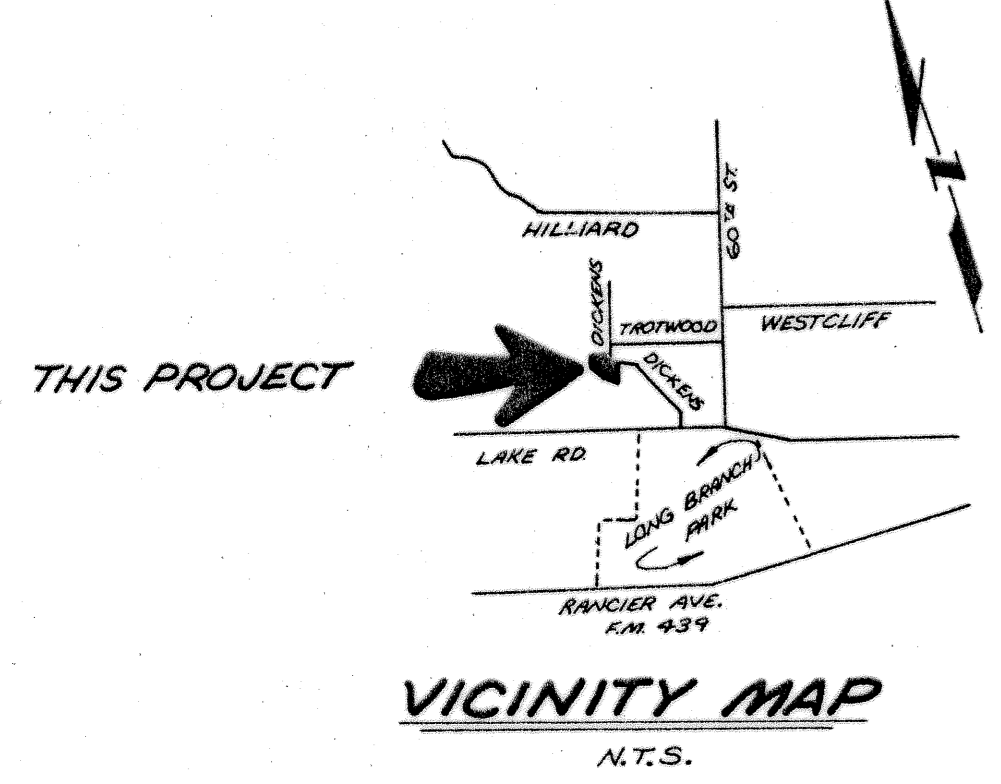 N
60TH ST.
HILLIARD
DICKENS
TROTWOOD
WESTCLIFF
THIS PROJECT
DICKENS
LAKE RD.
LONG BRANCH
PARK
RANCIER AVE.
F.M. 439
VICINITY MAP
N.T.S.